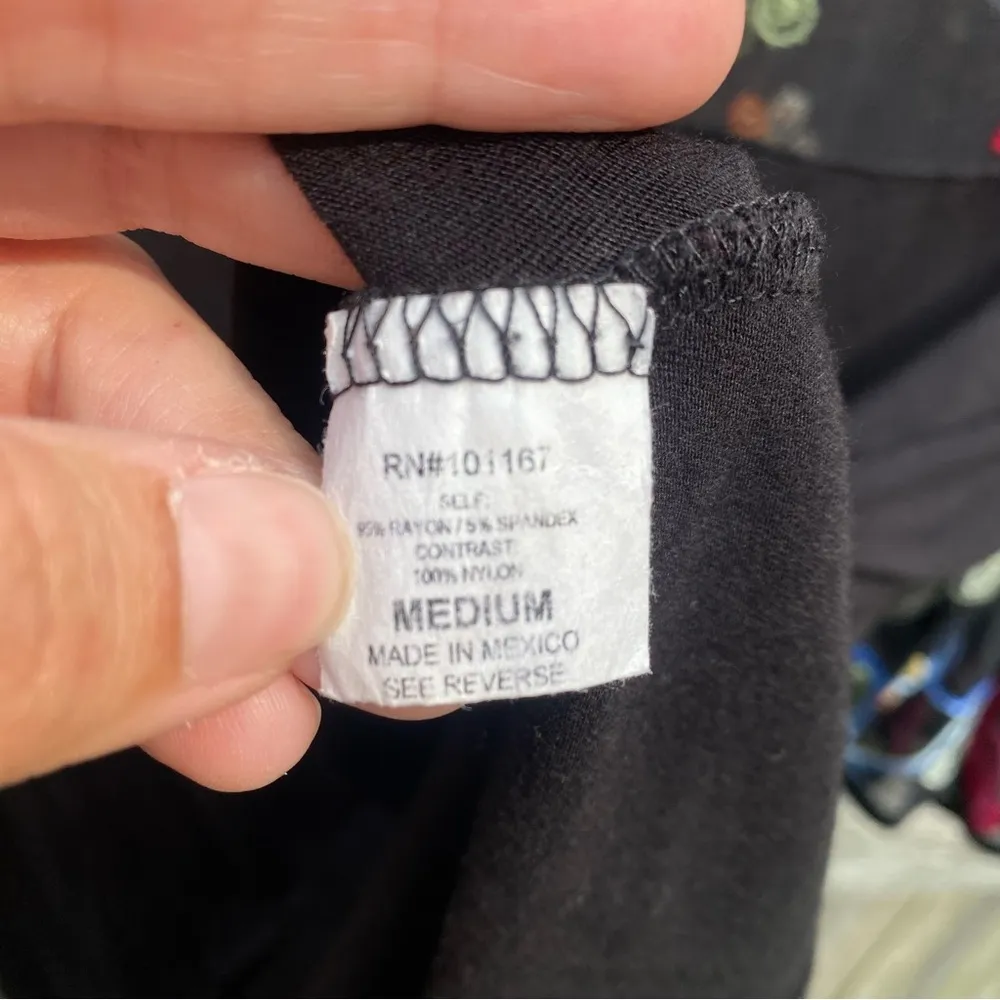 RN#101167
SELF:
95% RAYON / 5% SPANDEX
CONTRAST:
100% NYLON
MEDIUM
MADE IN MEXICO
SEE REVERSE